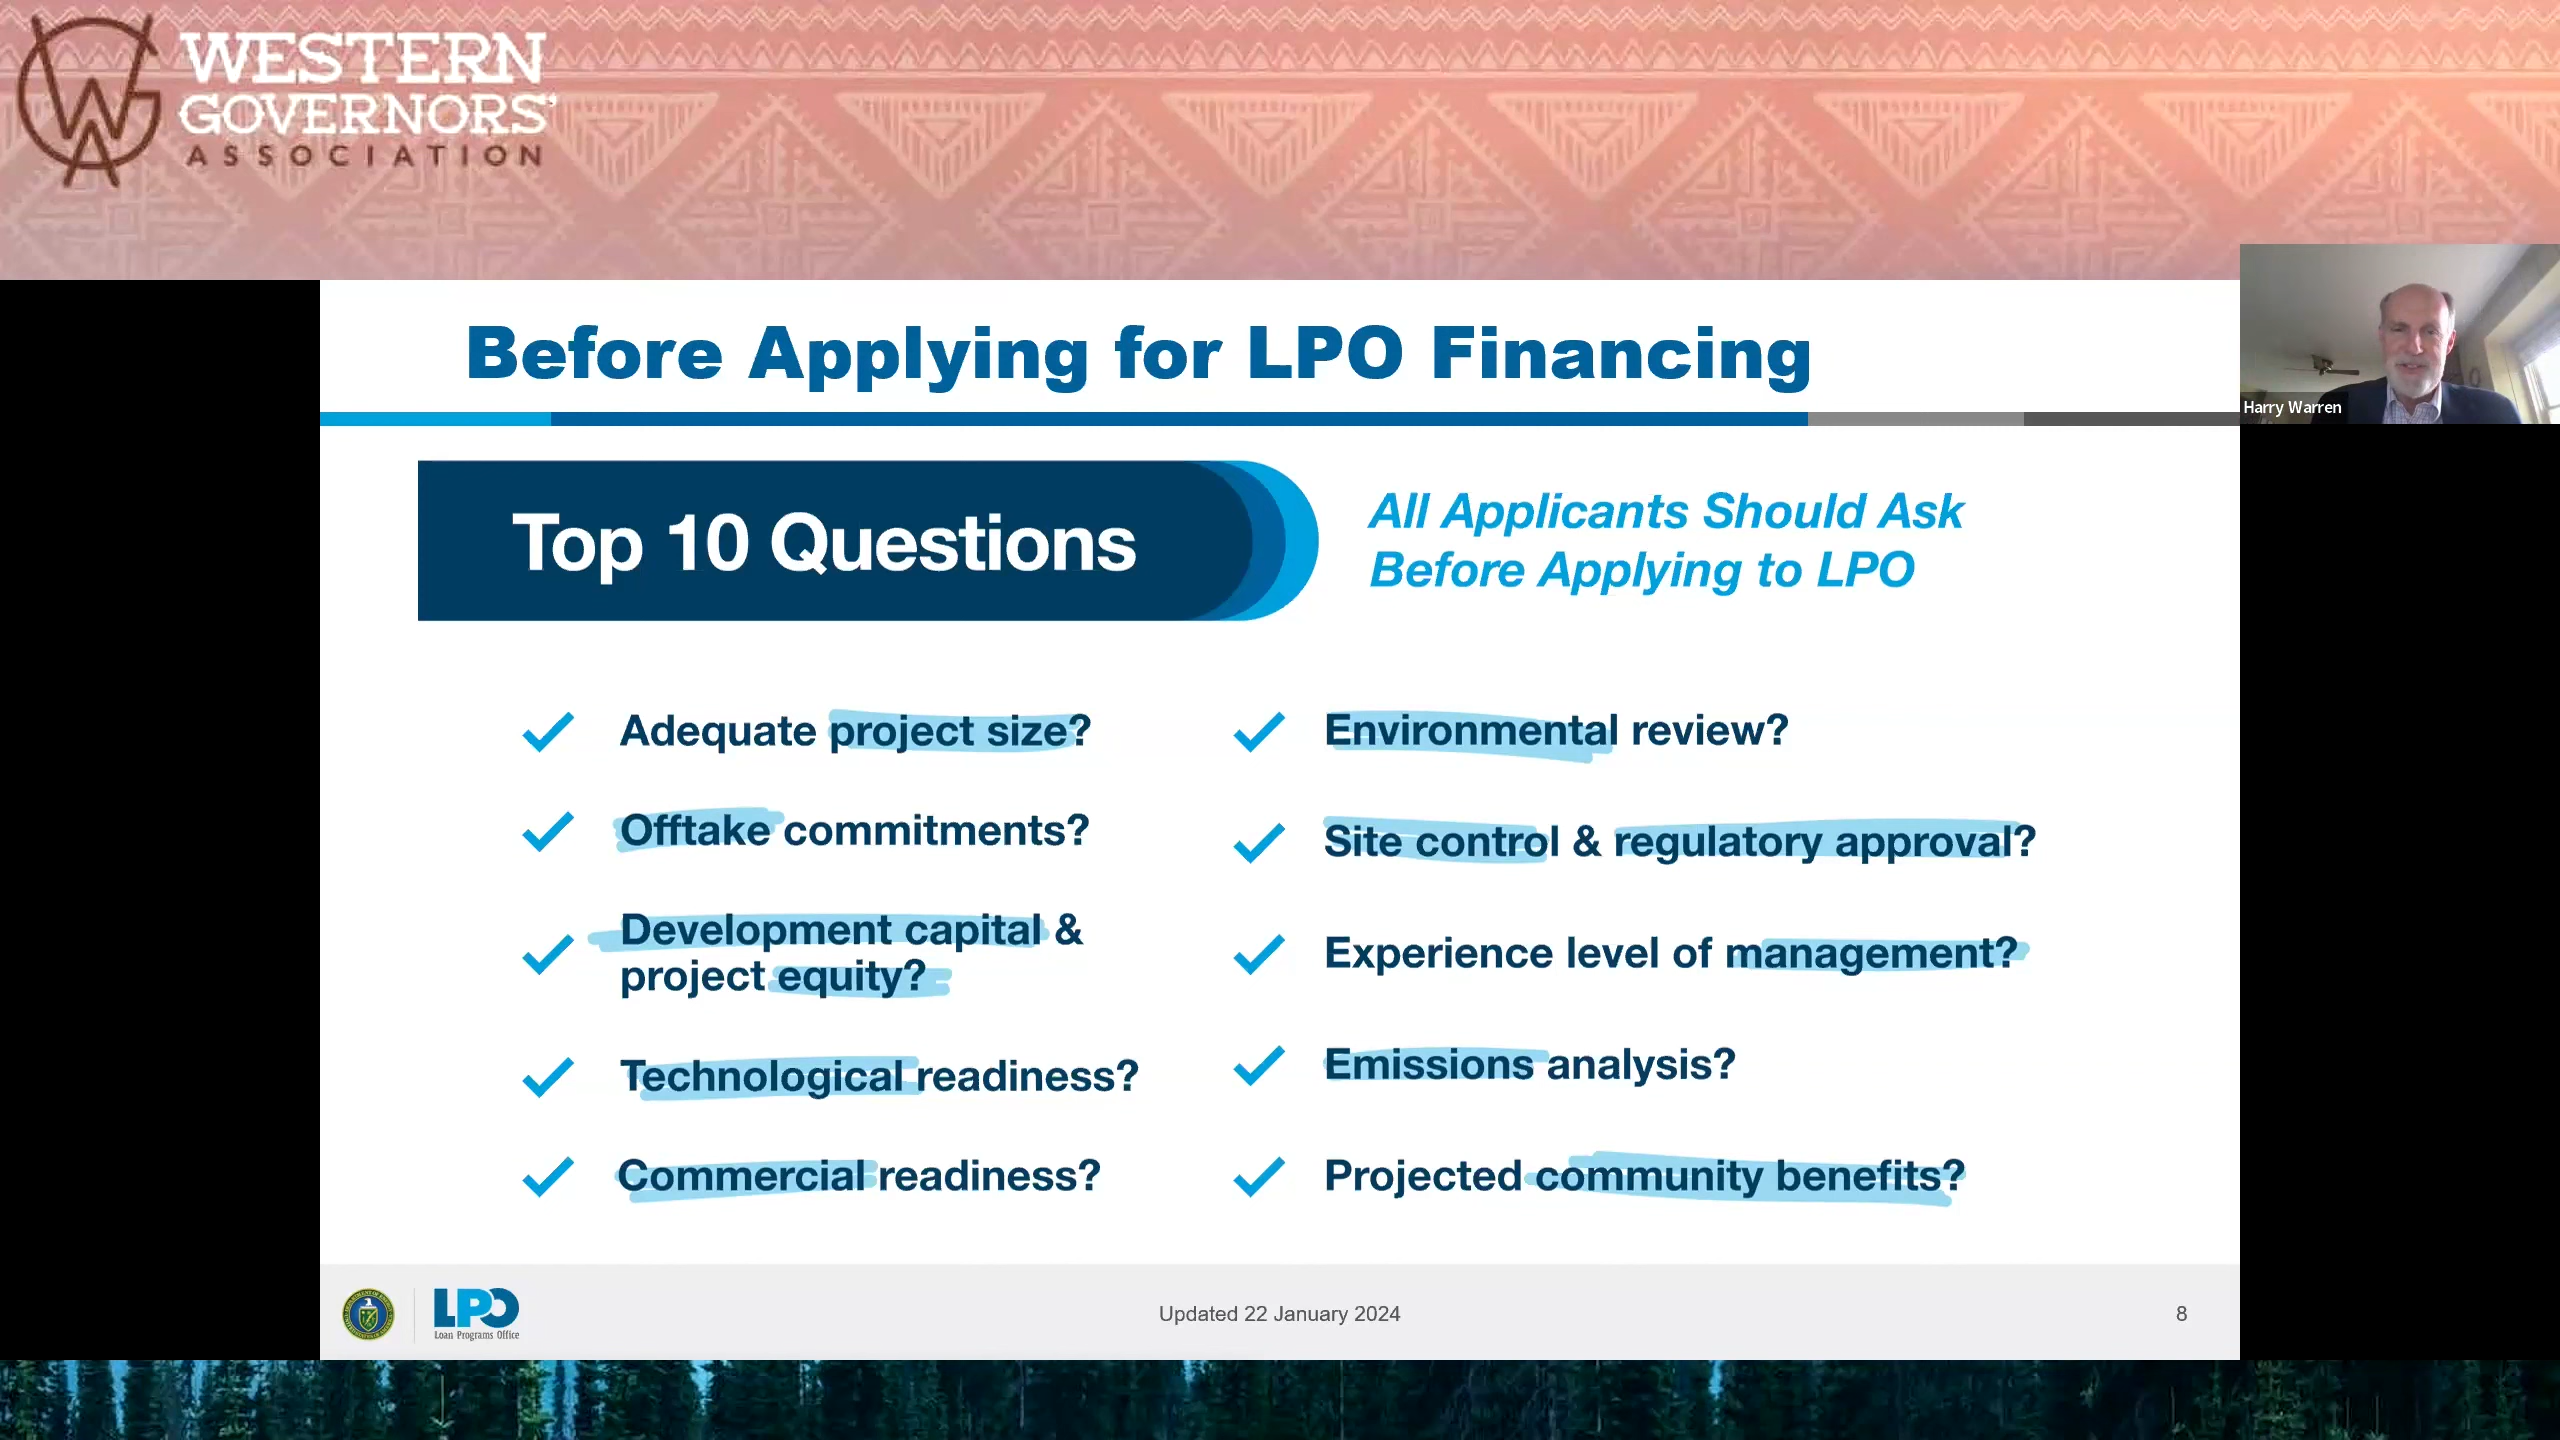 WESTERN
GOVERNORS'
ASSOCIATION
Before Applying for LPO Financing
Harry Warren
Top 10 Questions
All Applicants Should Ask
Before Applying to LPO
Adequate project size?
Offtake commitments?
Development capital &
project equity?
Technological readiness?
Commercial readiness?
Environmental review?
Site control & regulatory approval?
Experience level of management?
Emissions analysis?
Projected community benefits?
LPO
Loan Programs Office
Updated 22 January 2024
8